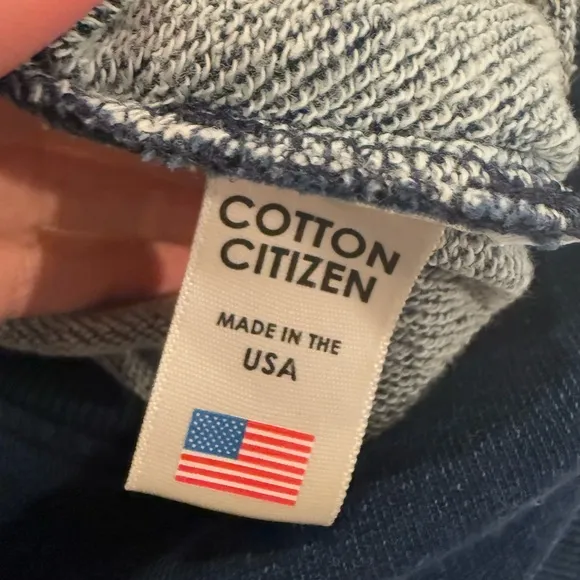 COTTON
CITIZEN
MADE IN THE
USA